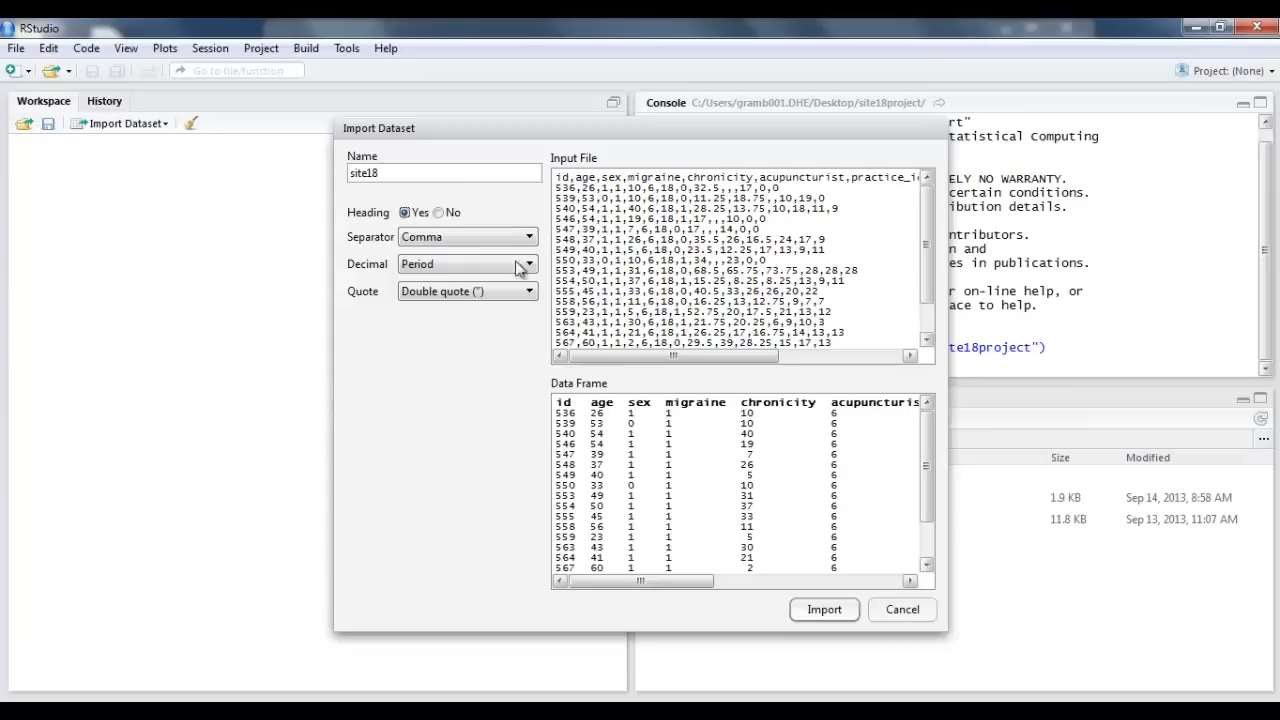 RStudio
File Edit Code View Plots Session Project Build Tools Help
Go to file/function
Project: (None)
Workspace History
Import Dataset
Console C:/Users/gramb001.DHE/Desktop/site18project/
rt"
tatistical Computing
ELY NO WARRANTY.
certain conditions.
ibution details.
ontributors.
on and
es in publications.
or on-line help, or
ace to help.
te18project")
Size Modified
1.9 KB Sep 14, 2013, 8:58 AM
11.8 KB Sep 13, 2013, 11:07 AM
Import Dataset
Name
site18
Heading Yes No
Separator Comma
Decimal Period
Quote Double quote (")
Input File
id,age,sex,migraine,chronicity,acupuncturist,practice_id
536,26,1,1,10,6,18,0,32.5,,,17,0,0
539,53,0,1,10,6,18,0,11.25,18.75,,10,19,0
540,54,1,1,40,6,18,1,28.25,13.75,10,18,11,9
546,54,1,1,19,6,18,1,17,,,10,0,0
547,39,1,1,7,6,18,0,17,,,14,0,0
548,37,1,1,26,6,18,0,35.5,26,16.5,24,17,9
549,40,1,1,5,6,18,0,23.5,12.25,17,13,9,11
550,33,0,1,10,6,18,1,34,,,23,0,0
553,49,1,1,31,6,18,0,68.5,65.75,73.75,28,28,28
554,50,1,1,37,6,18,1,15.25,8.25,8.25,13,9,11
555,45,1,1,33,6,18,0,40.5,33,26,26,20,22
558,56,1,1,11,6,18,0,16.25,13,12.75,9,7,7
559,23,1,1,5,6,18,1,52.75,20,17.5,21,13,12
563,43,1,1,30,6,18,1,21.75,20.25,6,9,10,3
564,41,1,1,21,6,18,1,26.25,17,16.75,14,13,13
567,60,1,1,2,6,18,0,29.5,39,28.25,15,17,13
Data Frame
id age sex migraine chronicity acupuncturis
536 26 1 1 10 6
539 53 0 1 10 6
540 54 1 1 40 6
546 54 1 1 19 6
547 39 1 1 7 6
548 37 1 1 26 6
549 40 1 1 5 6
550 33 0 1 10 6
553 49 1 1 31 6
554 50 1 1 37 6
555 45 1 1 33 6
558 56 1 1 11 6
559 23 1 1 5 6
563 43 1 1 30 6
564 41 1 1 21 6
567 60 1 1 2 6
Import Cancel